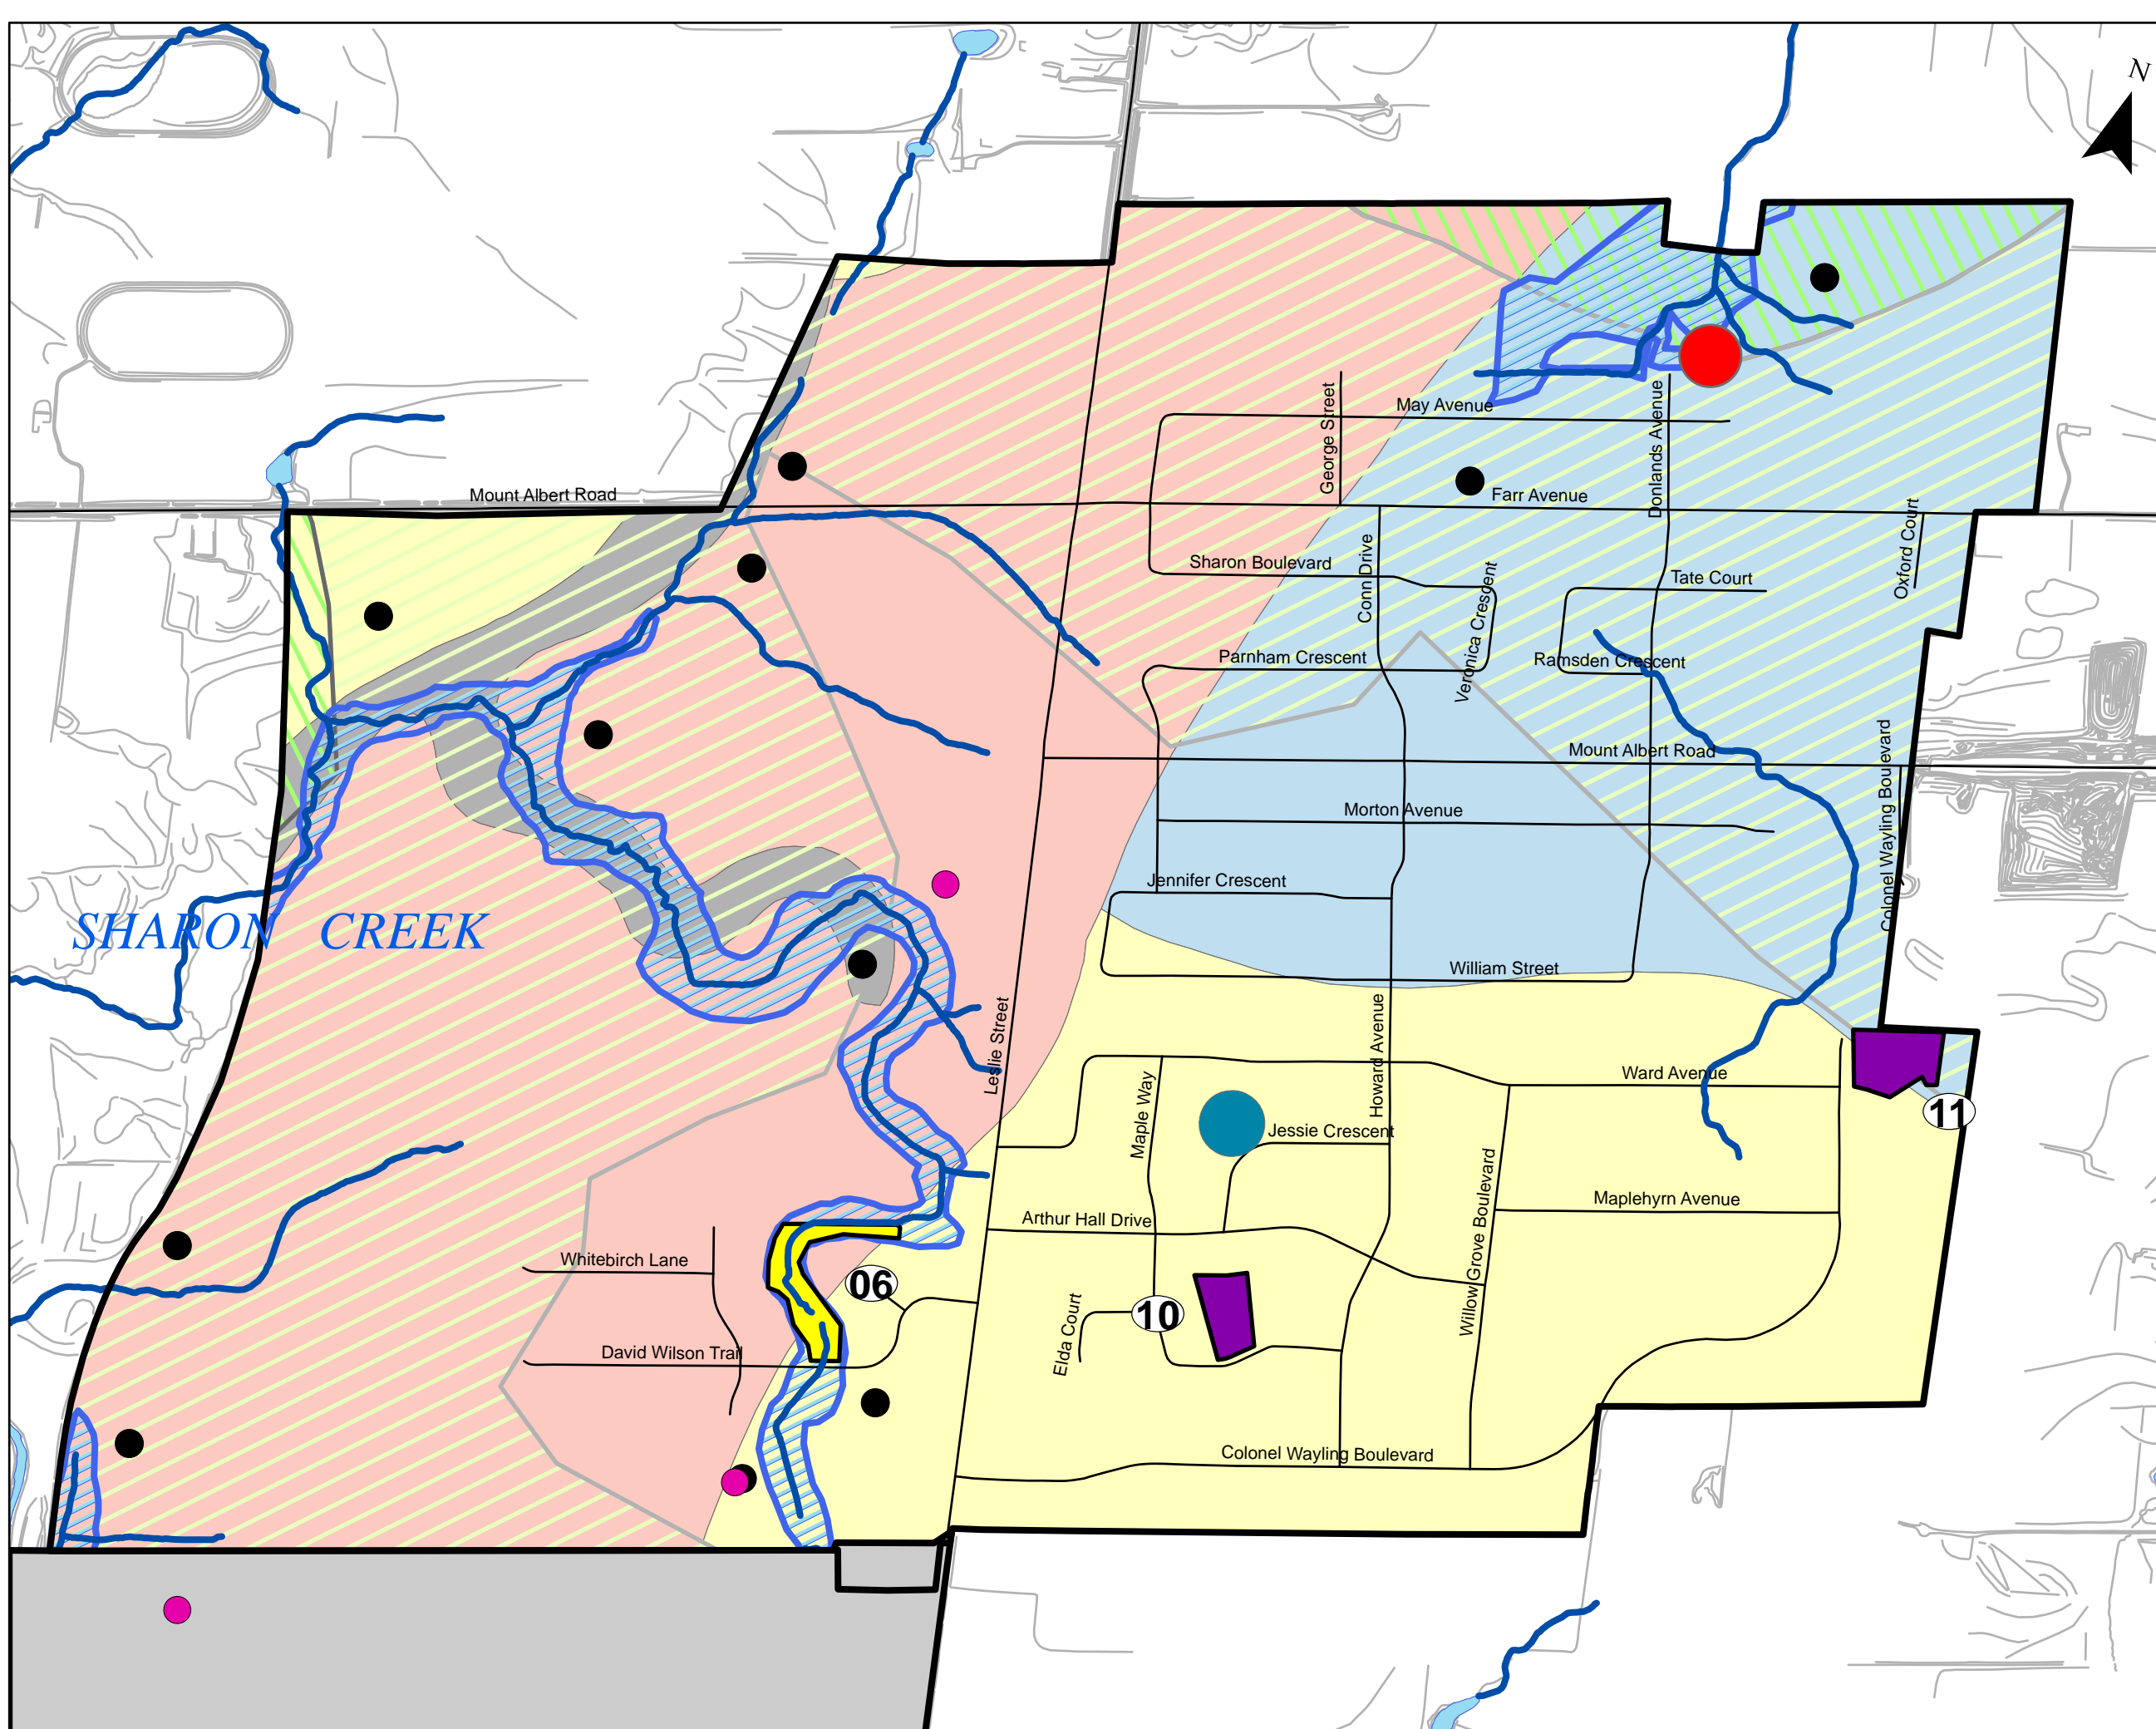 N
May Avenue
George Street
Donlands Avenue
Mount Albert Road
Farr Avenue
Oxford Court
Sharon Boulevard
Conn Drive
Veronica Crescent
Tate Court
Parnham Crescent
Ramsden Crescent
Mount Albert Road
Colonel Wayling Boulevard
Morton Avenue
Jennifer Crescent
SHARON CREEK
William Street
Leslie Street
Howard Avenue
Ward Avenue
Maple Way
11
Jessie Crescent
Willow Grove Boulevard
Maplehyrn Avenue
Arthur Hall Drive
Whitebirch Lane
06
10
Elda Court
David Wilson Trail
Colonel Wayling Boulevard